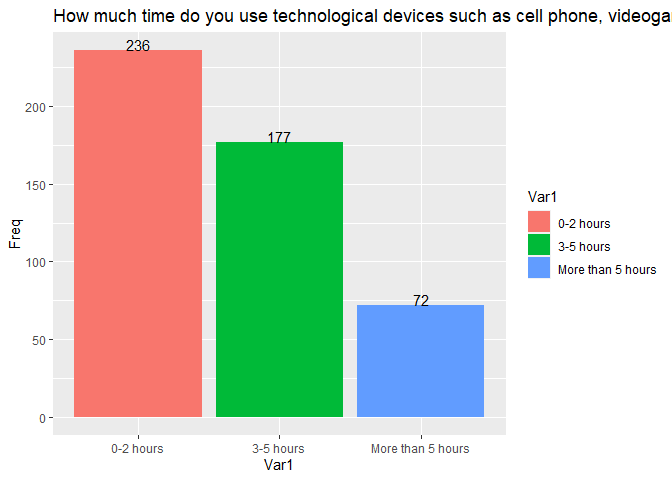 How much time do you use technological devices such as cell phone, videoga
236
177
72
200
150
100
50
0
Freq
0-2 hours
3-5 hours
More than 5 hours
Var1
Var1
0-2 hours
3-5 hours
More than 5 hours